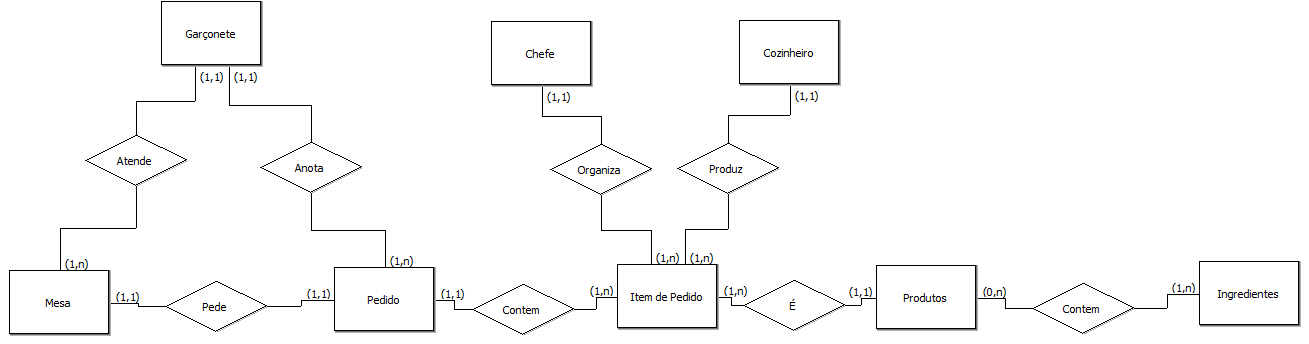 Garçonete
Chefe
Cozinheiro
(1,1)
(1,1)
(1,1)
(1,1)
Atende
Anota
Organiza
Produz
(1,n)
(1,n)
(1,n)
(1,n)
Mesa
(1,1)
Pede
(1,1)
Pedido
(1,1)
Contem
(1,n)
Item de Pedido
(1,n)
É
(1,1)
Produtos
(0,n)
Contem
(1,n)
Ingredientes